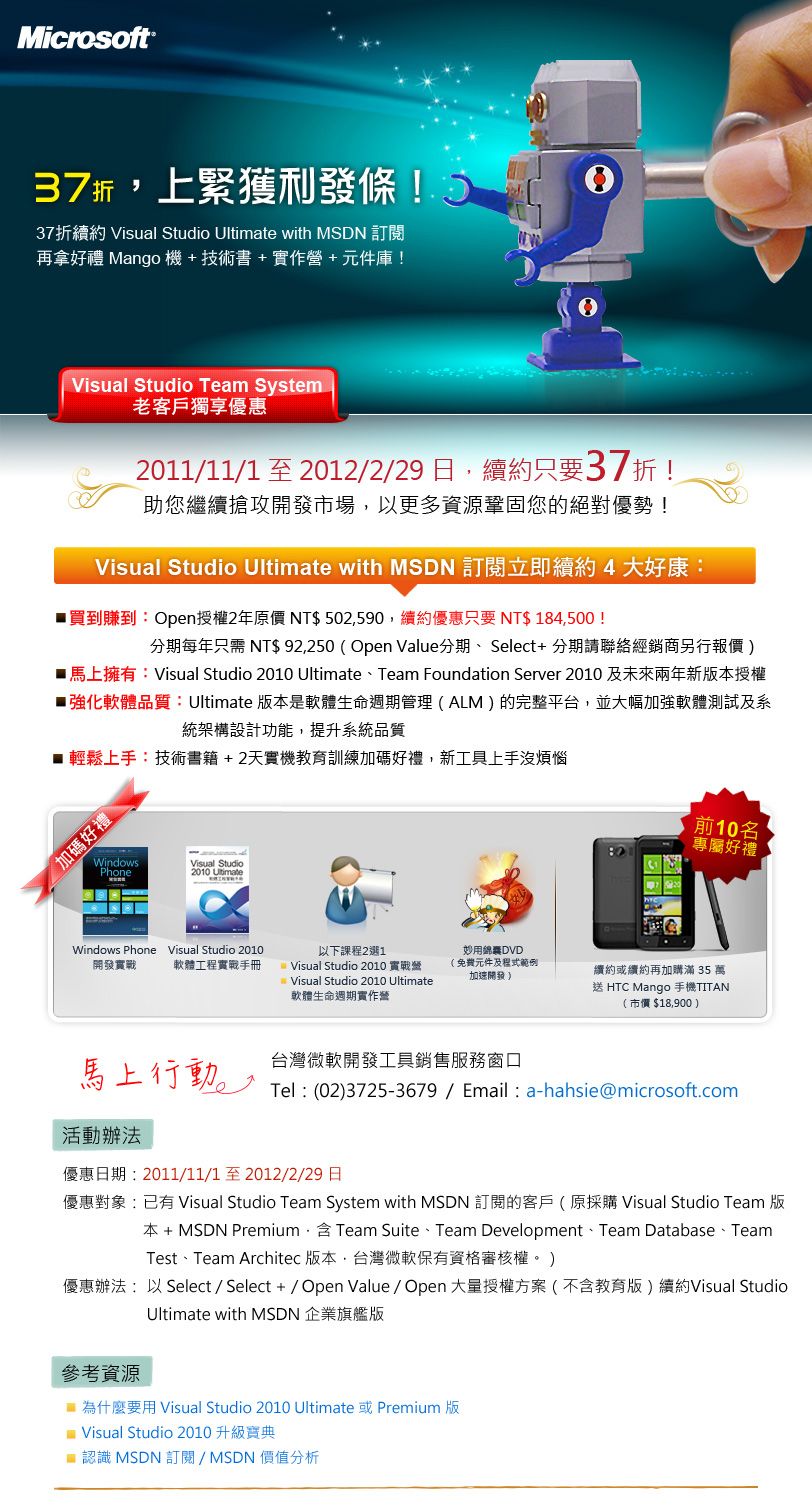 Microsoft
37折，上緊獲利發條！
37折續約 Visual Studio Ultimate with MSDN 訂閱
再拿好禮 Mango 機 + 技術書 + 實作營 + 元件庫！
Visual Studio Team System
老客戶獨享優惠
2011/11/1 至 2012/2/29 日，續約只要37折！
助您繼續搶攻開發市場，以更多資源鞏固您的絕對優勢！
Visual Studio Ultimate with MSDN 訂閱立即續約 4 大好康：
買到賺到：Open授權2年原價 NT$ 502,590，續約優惠只要 NT$ 184,500！
分期每年只需 NT$ 92,250（Open Value分期、 Select+ 分期請聯絡經銷商另行報價）
馬上擁有：Visual Studio 2010 Ultimate、Team Foundation Server 2010 及未來兩年新版本授權
強化軟體品質：Ultimate 版本是軟體生命週期管理（ALM）的完整平台，並大幅加強軟體測試及系
統架構設計功能，提升系統品質
輕鬆上手：技術書籍 + 2天實機教育訓練加碼好禮，新工具上手沒煩惱
加碼好禮
前10名
專屬好禮
Windows
Phone
開發實戰
Visual Studio
2010 Ultimate
軟體工程實戰手冊
hTC
Windows Phone
開發實戰
Visual Studio 2010
軟體工程實戰手冊
以下課程2選1
Visual Studio 2010 實戰營
Visual Studio 2010 Ultimate
軟體生命週期實作營
妙用錦囊DVD
（免費元件及程式範例
加速開發）
續約或續約再加購滿 35 萬
送 HTC Mango 手機TITAN
（市價 $18,900）
馬上行動
台灣微軟開發工具銷售服務窗口
Tel：(02)3725-3679 / Email：a-hahsie@microsoft.com
活動辦法
優惠日期：2011/11/1 至 2012/2/29 日
優惠對象：已有 Visual Studio Team System with MSDN 訂閱的客戶（原採購 Visual Studio Team 版
本 + MSDN Premium，含 Team Suite、Team Development、Team Database、Team
Test、Team Architec 版本，台灣微軟保有資格審核權。）
優惠辦法：以 Select / Select + / Open Value / Open 大量授權方案（不含教育版）續約Visual Studio
Ultimate with MSDN 企業旗艦版
參考資源
為什麼要用 Visual Studio 2010 Ultimate 或 Premium 版
Visual Studio 2010 升級寶典
認識 MSDN 訂閱 / MSDN 價值分析